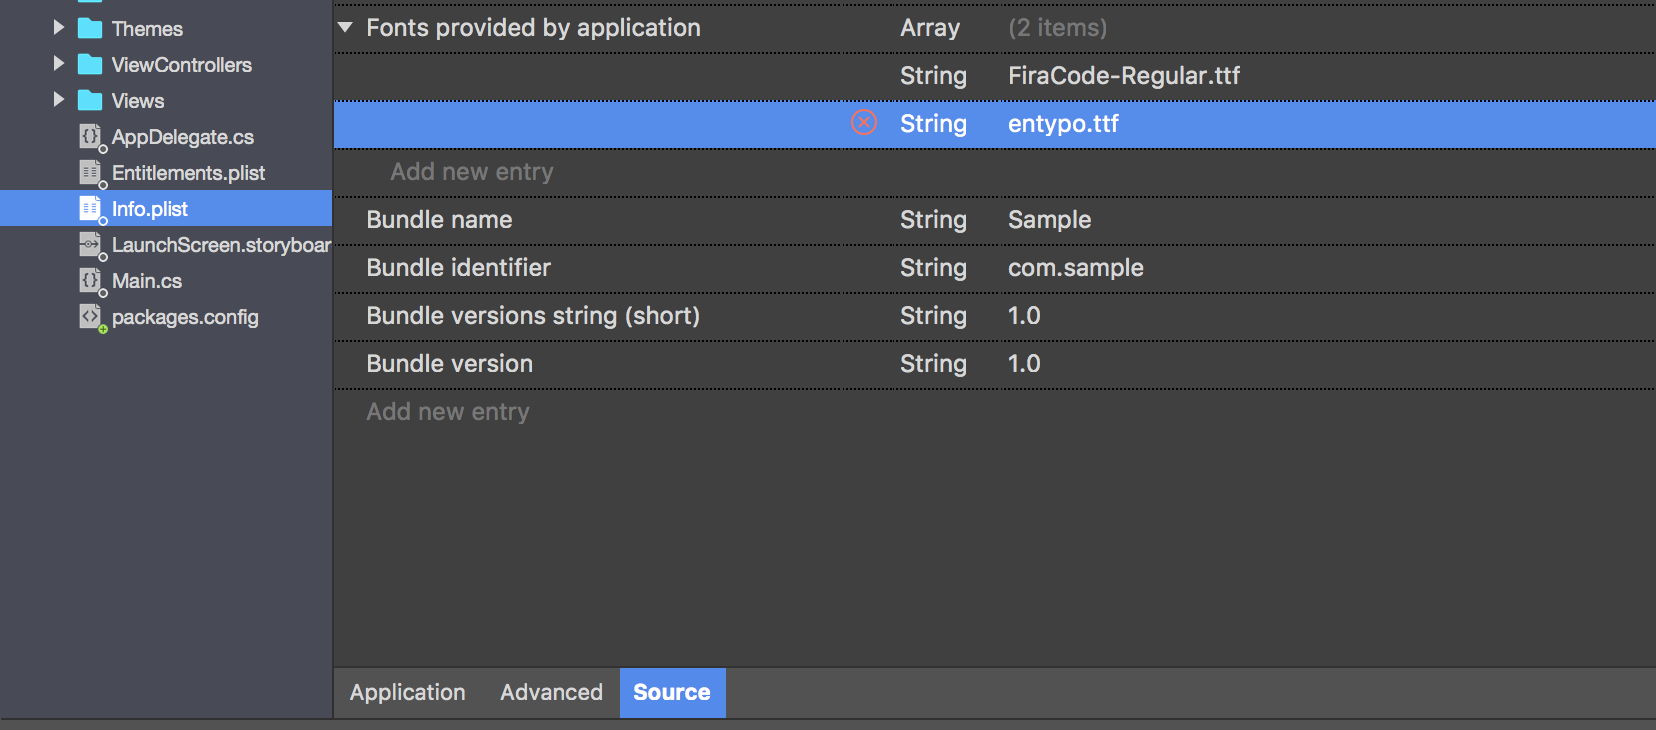 Themes
ViewControllers
Views
AppDelegate.cs
Entitlements.plist
Info.plist
LaunchScreen.storyboar
Main.cs
packages.config
Fonts provided by application Array (2 items)
String FiraCode-Regular.ttf
String entypo.ttf
Add new entry
Bundle name String Sample
Bundle identifier String com.sample
Bundle versions string (short) String 1.0
Bundle version String 1.0
Add new entry
Application Advanced Source